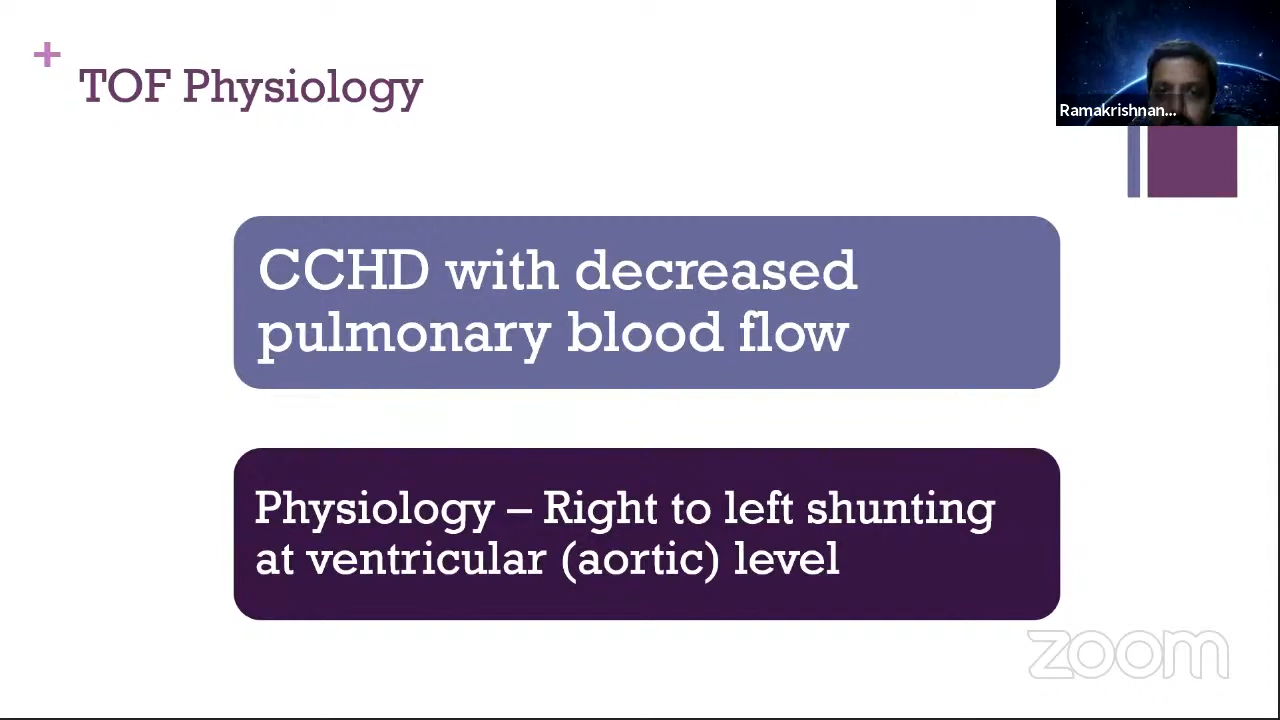 +
TOF Physiology
Ramakrishnan...
CCHD with decreased
pulmonary blood flow
Physiology – Right to left shunting
at ventricular (aortic) level
zoom